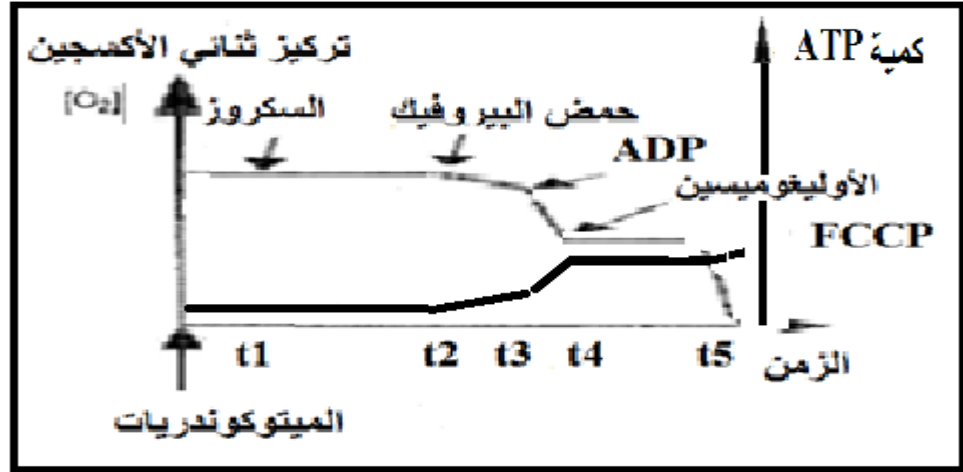 تركيز ثنائي الأكسجين
[O₂]
كمية ATP
السكروز
حمض البيروفيك
ADP
الأوليغوميسين
FCCP
t1 t2 t3 t4 t5
الزمن
الميتوكوندريات